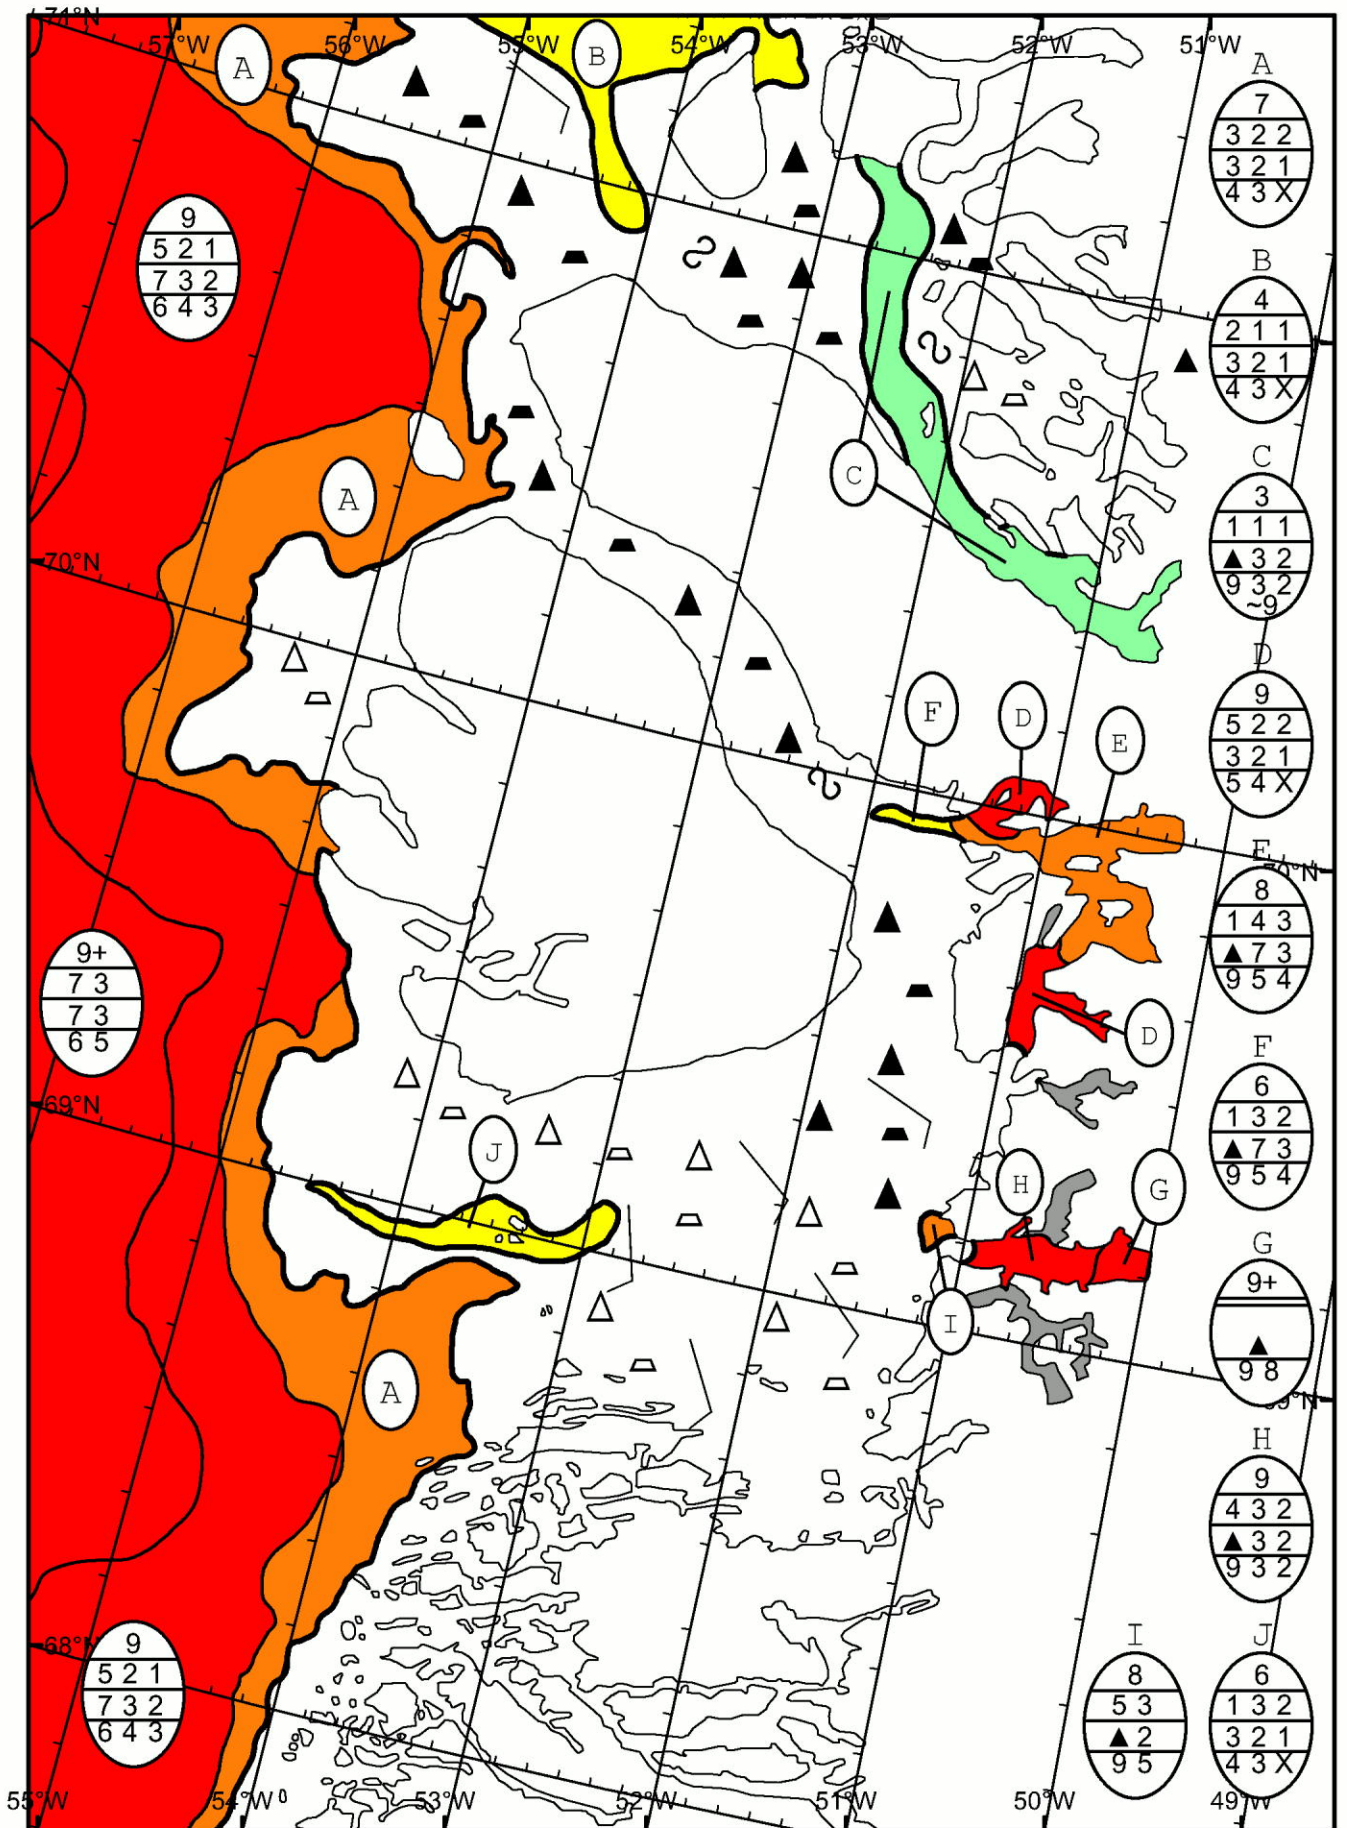 71°N
57°W 56°W 55°W 54°W 53°W 52°W 51°W
A
B
A
7
3 2 2
3 2 1
4 3 X
9
5 2 1
7 3 2
6 4 3
B
4
2 1 1
3 2 1
4 3 X
A
C
C
3
1 1 1
▲ 3 2
9 3 2
~9
70°N
D
9
5 2 2
3 2 1
5 4 X
F
D
E
E
70°N
8
1 4 3
▲ 7 3
9 5 4
9+
7 3
7 3
6 5
D
F
6
1 3 2
▲ 7 3
9 5 4
69°N
J
H
G
G
9+
▲
9 8
I
A
69°N
H
9
4 3 2
▲ 3 2
9 3 2
68°N
9
5 2 1
7 3 2
6 4 3
I
8
5 3
▲ 2
9 5
J
6
1 3 2
3 2 1
4 3 X
55°W 54°W 53°W 52°W 51°W 50°W 49°W